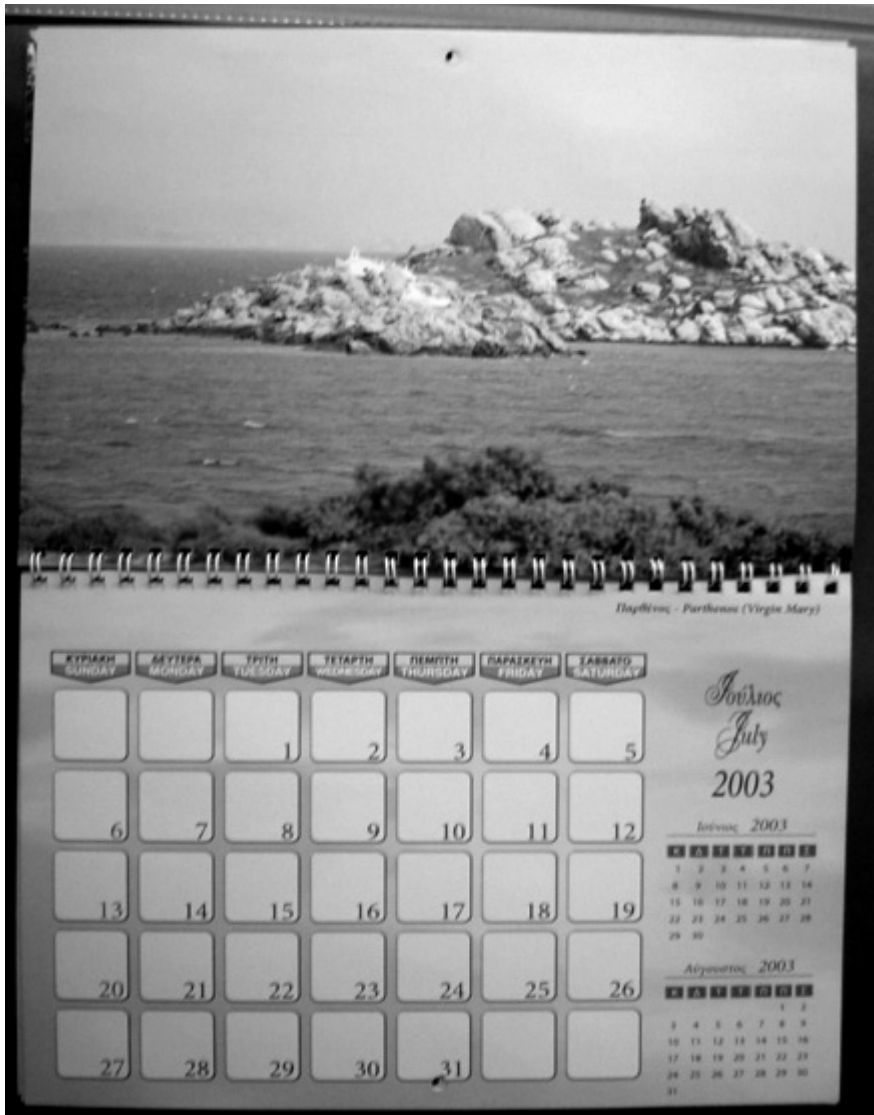 Παρθένος - Parthenos (Virgin Mary)
ΚΥΡΙΑΚΗ ΔΕΥΤΕΡΑ ΤΡΙΤΗ ΤΕΤΑΡΤΗ ΠΕΜΠΤΗ ΠΑΡΑΣΚΕΥΗ ΣΑΒΒΑΤΟ
SUNDAY MONDAY TUESDAY WEDNESDAY THURSDAY FRIDAY SATURDAY
1 2 3 4 5
6 7 8 9 10 11 12
13 14 15 16 17 18 19
20 21 22 23 24 25 26
27 28 29 30 31
Ιούλιος
July
2003
Ιούνιος 2003
Κ Δ Τ Τ Π Π Σ
1 2 3 4 5 6 7
8 9 10 11 12 13 14
15 16 17 18 19 20 21
22 23 24 25 26 27 28
29 30
Αύγουστος 2003
Κ Δ Τ Τ Π Π Σ
1 2
3 4 5 6 7 8 9
10 11 12 13 14 15 16
17 18 19 20 21 22 23
24 25 26 27 28 29 30
31